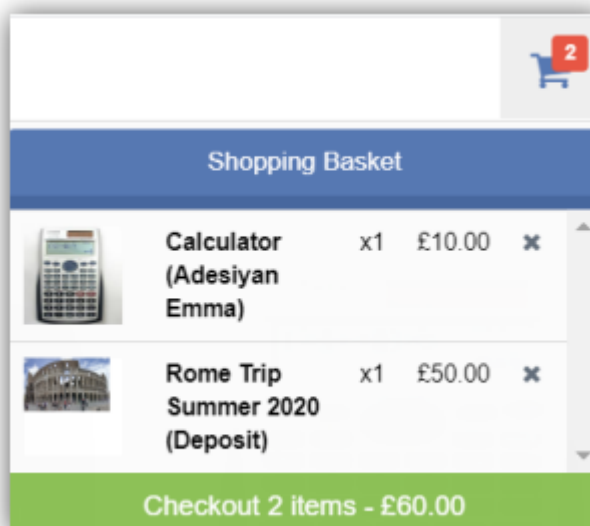 2
Shopping Basket
Calculator x1 £10.00 ×
(Adesiyan
Emma)
Rome Trip x1 £50.00 ×
Summer 2020
(Deposit)
Checkout 2 items - £60.00